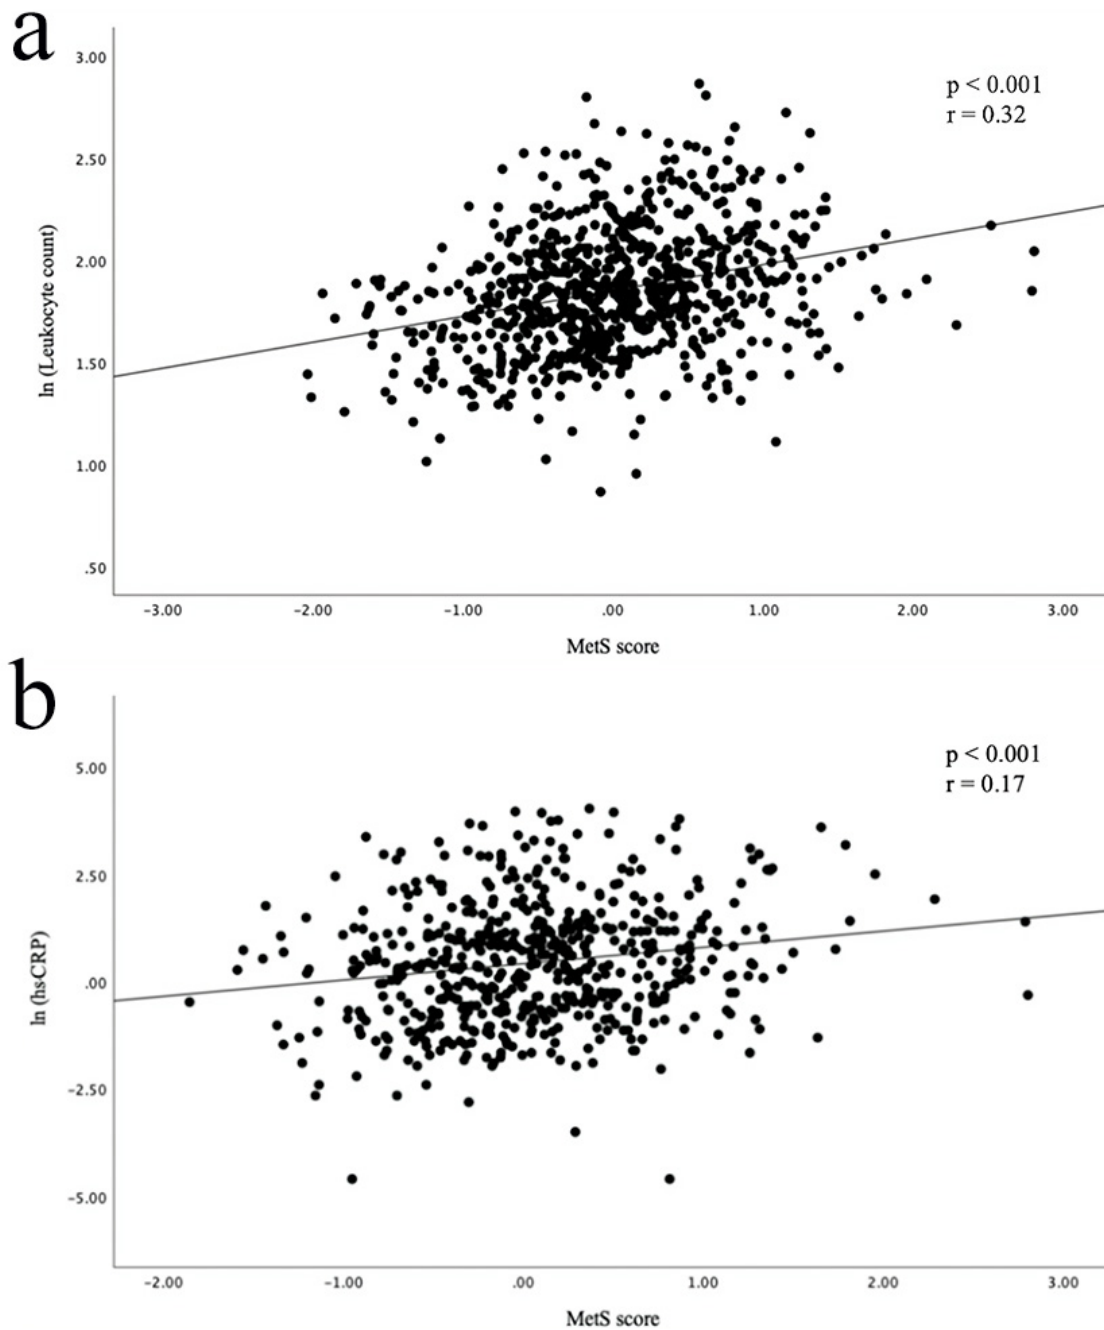 a
3.00
2.50
2.00
1.50
1.00
.50
ln (Leukocyte count)
p < 0.001
r = 0.32
−3.00 −2.00 −1.00 .00 1.00 2.00 3.00
MetS score
b
5.00
2.50
.00
−2.50
−5.00
ln (hs-CRP)
p < 0.001
r = 0.17
−2.00 −1.00 .00 1.00 2.00 3.00
MetS score